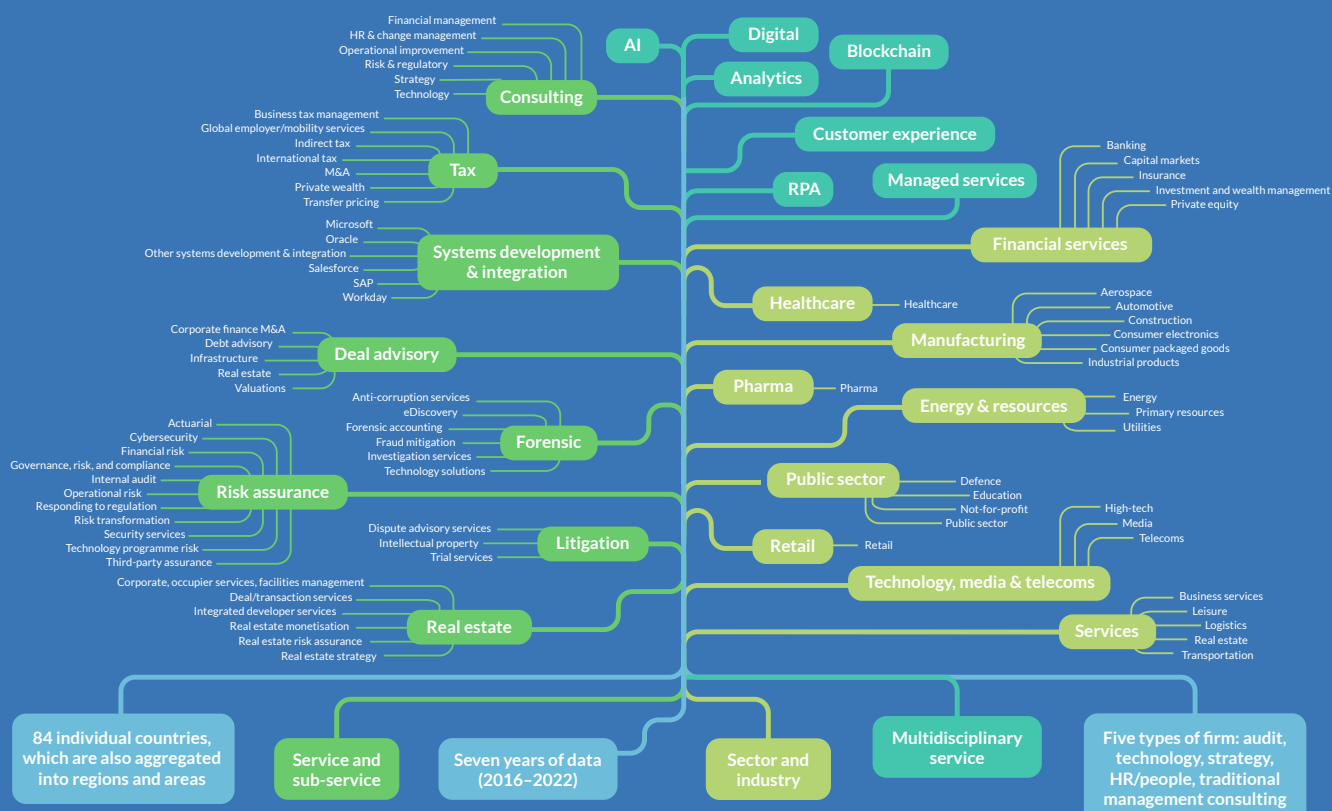 Financial management
HR & change management
Operational improvement
Risk & regulatory
Strategy
Technology
Consulting
Business tax management
Global employer/mobility services
Indirect tax
International tax
M&A
Private wealth
Transfer pricing
Tax
Microsoft
Oracle
Other systems development & integration
Salesforce
SAP
Workday
Systems development
& integration
Corporate finance M&A
Debt advisory
Infrastructure
Real estate
Valuations
Deal advisory
Anti-corruption services
eDiscovery
Forensic accounting
Fraud mitigation
Investigation services
Technology solutions
Forensic
Actuarial
Cybersecurity
Financial risk
Governance, risk, and compliance
Internal audit
Operational risk
Responding to regulation
Risk transformation
Security services
Technology programme risk
Third-party assurance
Risk assurance
Dispute advisory services
Intellectual property
Trial services
Litigation
Corporate, occupier services, facilities management
Deal/transaction services
Integrated developer services
Real estate monetisation
Real estate risk assurance
Real estate strategy
Real estate
AI
Digital
Blockchain
Analytics
Customer experience
RPA
Managed services
Banking
Capital markets
Insurance
Investment and wealth management
Private equity
Financial services
Healthcare
Healthcare
Aerospace
Automotive
Construction
Consumer electronics
Consumer packaged goods
Industrial products
Manufacturing
Pharma
Pharma
Energy & resources
Energy
Primary resources
Utilities
Public sector
Defence
Education
Not-for-profit
Public sector
Retail
Retail
High-tech
Media
Telecoms
Technology, media & telecoms
Business services
Leisure
Logistics
Real estate
Transportation
Services
84 individual countries,
which are also aggregated
into regions and areas
Service and
sub-service
Seven years of data
(2016–2022)
Sector and
industry
Multidisciplinary
service
Five types of firm: audit,
technology, strategy,
HR/people, traditional
management consulting